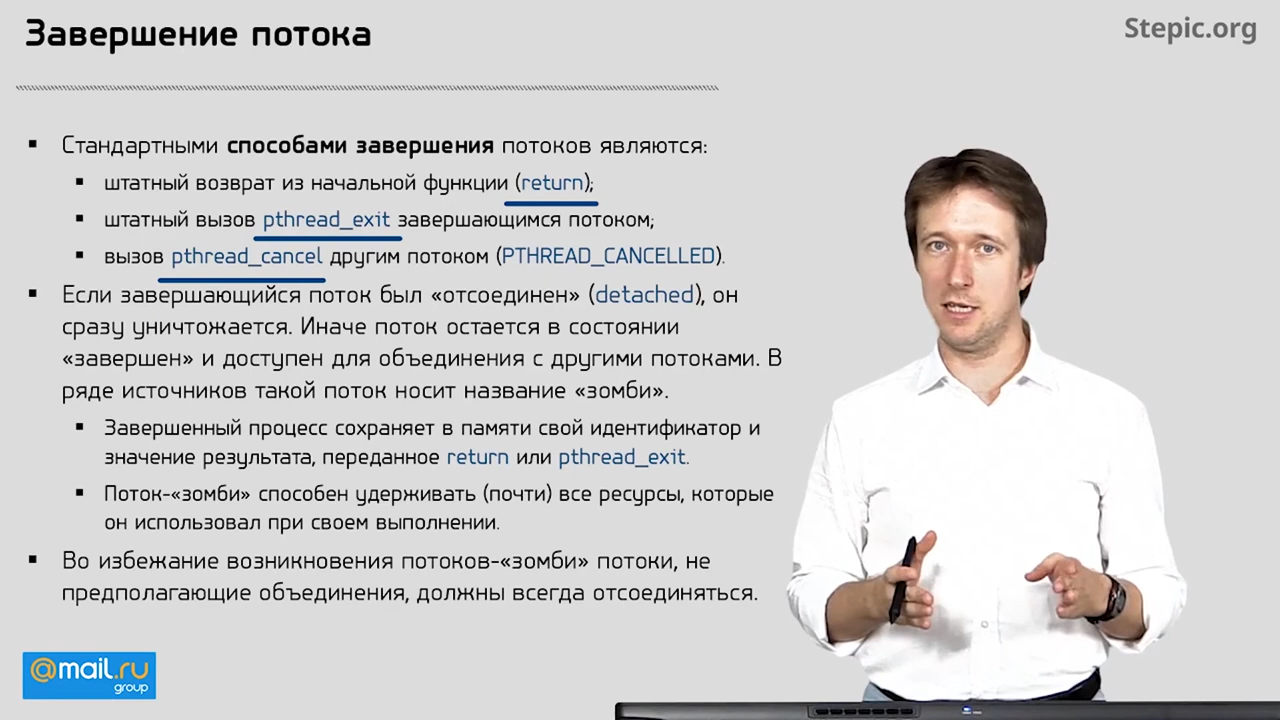 Завершение потока
Stepic.org
▪ Стандартными способами завершения потоков являются:
▪ штатный возврат из начальной функции (return);
▪ штатный вызов pthread_exit завершающимся потоком;
▪ вызов pthread_cancel другим потоком (PTHREAD_CANCELLED).
▪ Если завершающийся поток был «отсоединен» (detached), он
сразу уничтожается. Иначе поток остается в состоянии
«завершен» и доступен для объединения с другими потоками. В
ряде источников такой поток носит название «зомби».
▪ Завершенный процесс сохраняет в памяти свой идентификатор и
значение результата, переданное return или pthread_exit.
▪ Поток-«зомби» способен удерживать (почти) все ресурсы, которые
он использовал при своем выполнении.
▪ Во избежание возникновения потоков-«зомби» потоки, не
предполагающие объединения, должны всегда отсоединяться.
@mail.ru
group